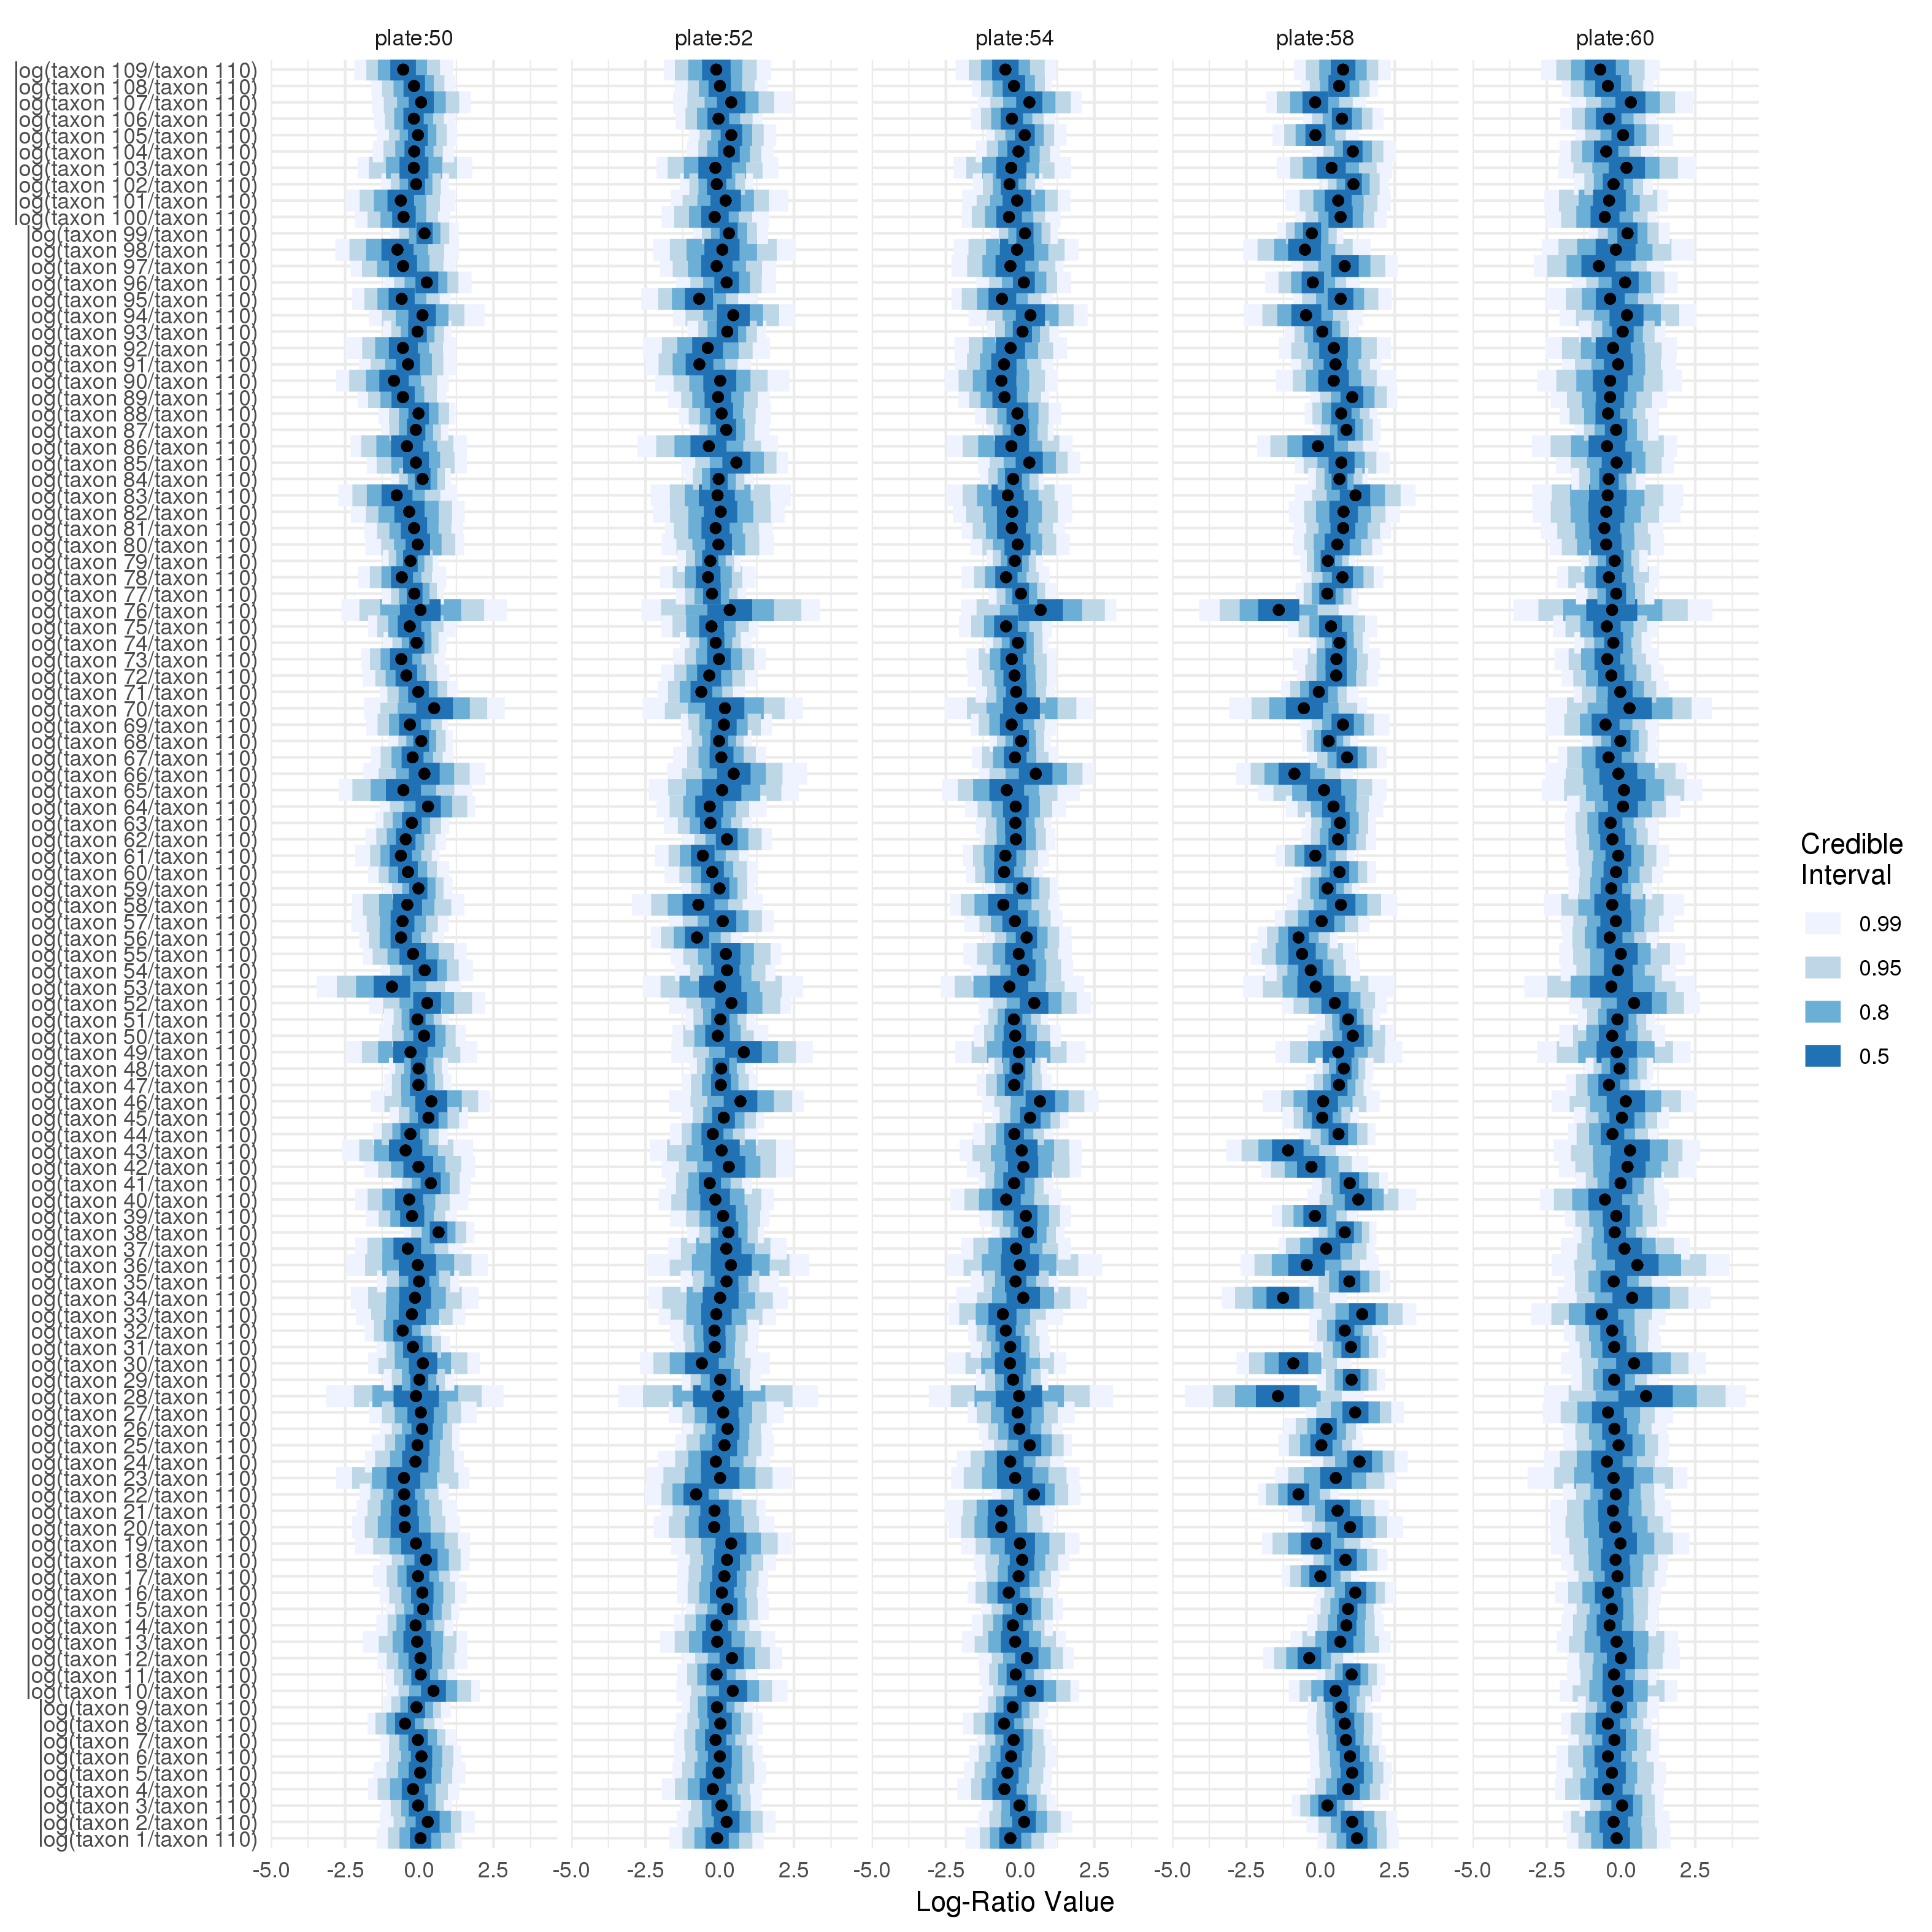 plate:50 plate:52 plate:54 plate:58 plate:60
log(taxon 109/taxon 110)
log(taxon 108/taxon 110)
log(taxon 107/taxon 110)
log(taxon 106/taxon 110)
log(taxon 105/taxon 110)
log(taxon 104/taxon 110)
log(taxon 103/taxon 110)
log(taxon 102/taxon 110)
log(taxon 101/taxon 110)
log(taxon 100/taxon 110)
log(taxon 99/taxon 110)
log(taxon 98/taxon 110)
log(taxon 97/taxon 110)
log(taxon 96/taxon 110)
log(taxon 95/taxon 110)
log(taxon 94/taxon 110)
log(taxon 93/taxon 110)
log(taxon 92/taxon 110)
log(taxon 91/taxon 110)
log(taxon 90/taxon 110)
log(taxon 89/taxon 110)
log(taxon 88/taxon 110)
log(taxon 87/taxon 110)
log(taxon 86/taxon 110)
log(taxon 85/taxon 110)
log(taxon 84/taxon 110)
log(taxon 83/taxon 110)
log(taxon 82/taxon 110)
log(taxon 81/taxon 110)
log(taxon 80/taxon 110)
log(taxon 79/taxon 110)
log(taxon 78/taxon 110)
log(taxon 77/taxon 110)
log(taxon 76/taxon 110)
log(taxon 75/taxon 110)
log(taxon 74/taxon 110)
log(taxon 73/taxon 110)
log(taxon 72/taxon 110)
log(taxon 71/taxon 110)
log(taxon 70/taxon 110)
log(taxon 69/taxon 110)
log(taxon 68/taxon 110)
log(taxon 67/taxon 110)
log(taxon 66/taxon 110)
log(taxon 65/taxon 110)
log(taxon 64/taxon 110)
log(taxon 63/taxon 110)
log(taxon 62/taxon 110)
log(taxon 61/taxon 110)
log(taxon 60/taxon 110)
log(taxon 59/taxon 110)
log(taxon 58/taxon 110)
log(taxon 57/taxon 110)
log(taxon 56/taxon 110)
log(taxon 55/taxon 110)
log(taxon 54/taxon 110)
log(taxon 53/taxon 110)
log(taxon 52/taxon 110)
log(taxon 51/taxon 110)
log(taxon 50/taxon 110)
log(taxon 49/taxon 110)
log(taxon 48/taxon 110)
log(taxon 47/taxon 110)
log(taxon 46/taxon 110)
log(taxon 45/taxon 110)
log(taxon 44/taxon 110)
log(taxon 43/taxon 110)
log(taxon 42/taxon 110)
log(taxon 41/taxon 110)
log(taxon 40/taxon 110)
log(taxon 39/taxon 110)
log(taxon 38/taxon 110)
log(taxon 37/taxon 110)
log(taxon 36/taxon 110)
log(taxon 35/taxon 110)
log(taxon 34/taxon 110)
log(taxon 33/taxon 110)
log(taxon 32/taxon 110)
log(taxon 31/taxon 110)
log(taxon 30/taxon 110)
log(taxon 29/taxon 110)
log(taxon 28/taxon 110)
log(taxon 27/taxon 110)
log(taxon 26/taxon 110)
log(taxon 25/taxon 110)
log(taxon 24/taxon 110)
log(taxon 23/taxon 110)
log(taxon 22/taxon 110)
log(taxon 21/taxon 110)
log(taxon 20/taxon 110)
log(taxon 19/taxon 110)
log(taxon 18/taxon 110)
log(taxon 17/taxon 110)
log(taxon 16/taxon 110)
log(taxon 15/taxon 110)
log(taxon 14/taxon 110)
log(taxon 13/taxon 110)
log(taxon 12/taxon 110)
log(taxon 11/taxon 110)
log(taxon 10/taxon 110)
log(taxon 9/taxon 110)
log(taxon 8/taxon 110)
log(taxon 7/taxon 110)
log(taxon 6/taxon 110)
log(taxon 5/taxon 110)
log(taxon 4/taxon 110)
log(taxon 3/taxon 110)
log(taxon 2/taxon 110)
log(taxon 1/taxon 110)
-5.0 -2.5 0.0 2.5 -5.0 -2.5 0.0 2.5 -5.0 -2.5 0.0 2.5 -5.0 -2.5 0.0 2.5 -5.0 -2.5 0.0 2.5
Log-Ratio Value
Credible
Interval
0.99
0.95
0.8
0.5